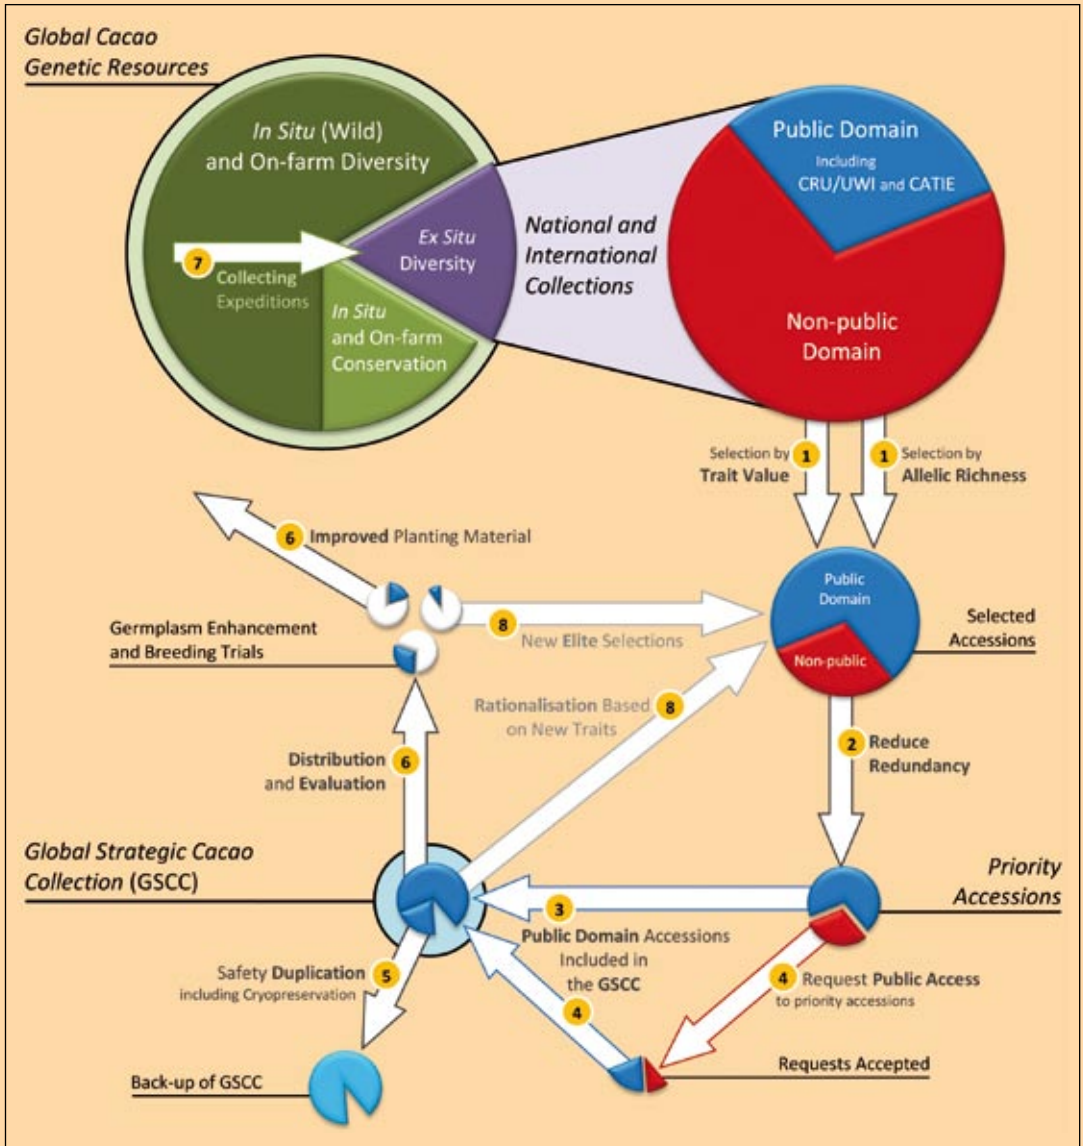 Global Cacao
Genetic Resources
In Situ (Wild)
and On-farm Diversity
Ex Situ
Diversity
7
Collecting
Expeditions
In Situ
and On-farm
Conservation
National and
International
Collections
Public Domain
Including
CRU/UWI and CATIE
Non-public
Domain
Selection by
Trait Value
1
1
Selection by
Allelic Richness
6
Improved Planting Material
Public
Domain
Non-public
Selected
Accessions
8
New Elite Selections
Germplasm Enhancement
and Breeding Trials
Rationalisation Based
on New Traits
8
2
Reduce
Redundancy
Distribution
and Evaluation
6
Global Strategic Cacao
Collection (GSCC)
Priority
Accessions
3
Public Domain Accessions
Included in
the GSCC
Safety Duplication
including Cryopreservation
5
4
4
Request Public Access
to priority accessions
Requests Accepted
Back-up of GSCC